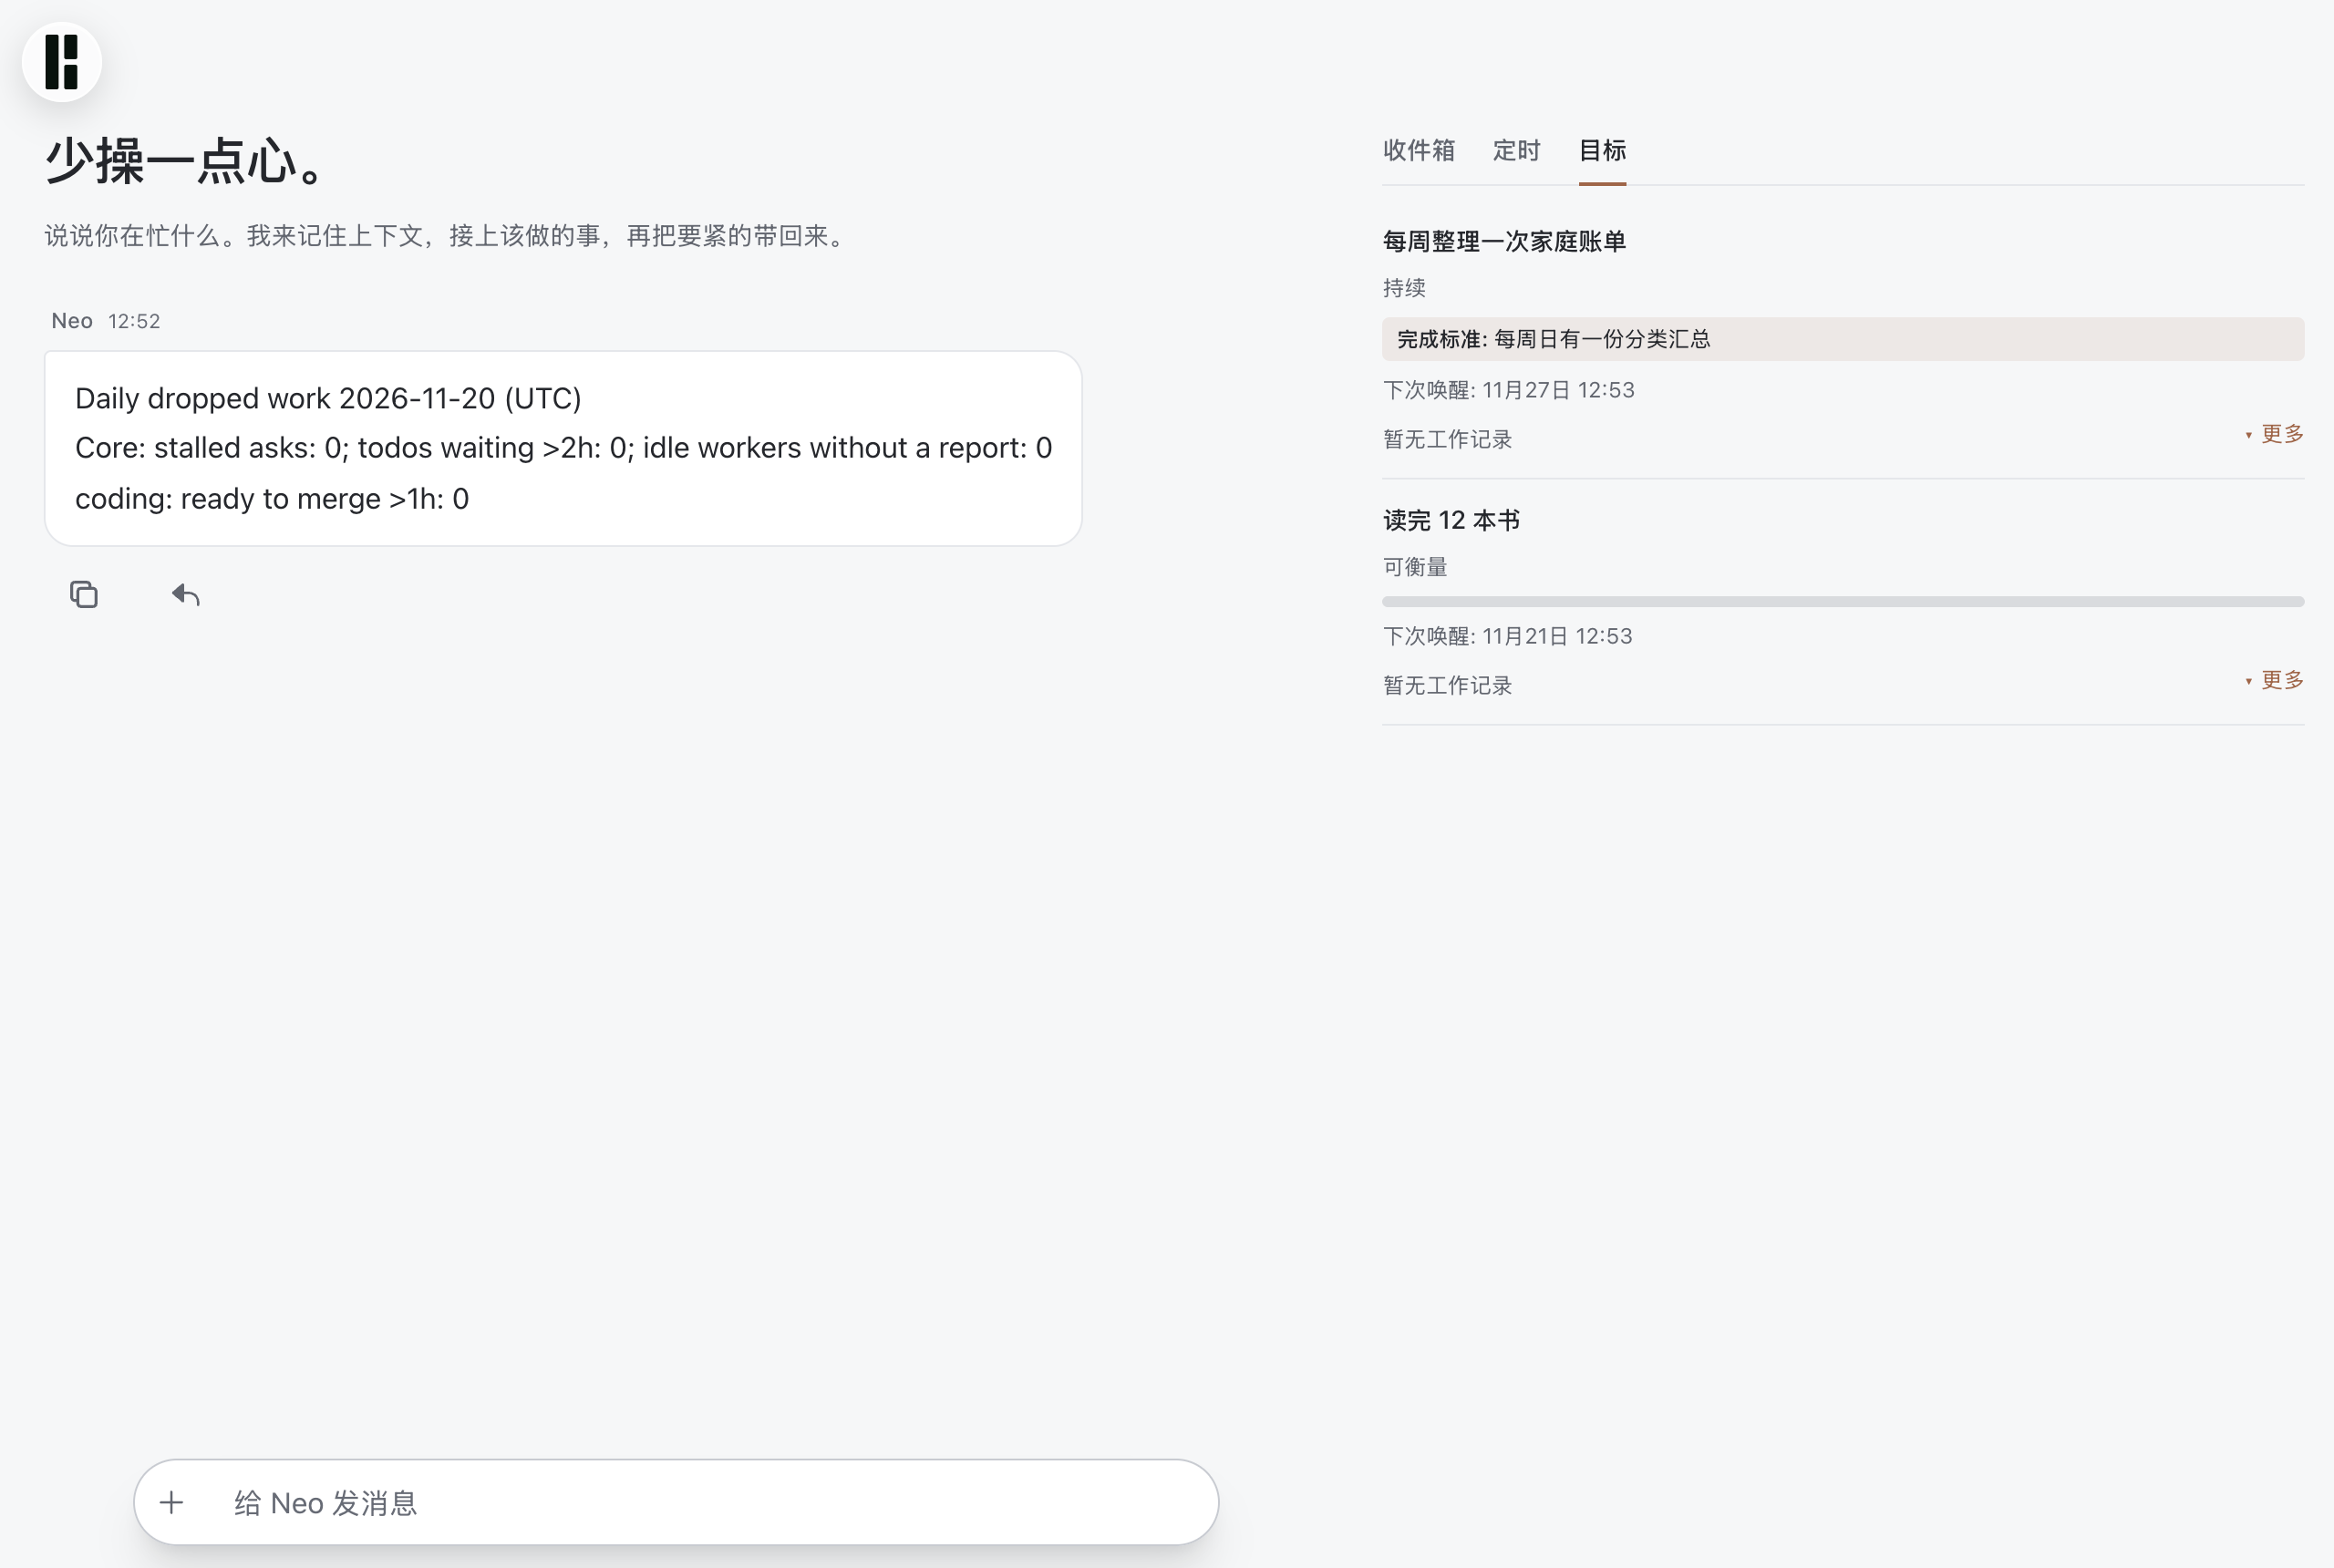 少操一点心。
说说你在忙什么。我来记住上下文，接上该做的事，再把要紧的带回来。
Neo 12:52
Daily dropped work 2026-11-20 (UTC)
Core: stalled asks: 0; todos waiting >2h: 0; idle workers without a report: 0
coding: ready to merge >1h: 0
给 Neo 发消息
收件箱 定时 目标
每周整理一次家庭账单
持续
完成标准: 每周日有一份分类汇总
下次唤醒: 11月27日 12:53
暂无工作记录
▾ 更多
读完 12 本书
可衡量
下次唤醒: 11月21日 12:53
暂无工作记录
▾ 更多